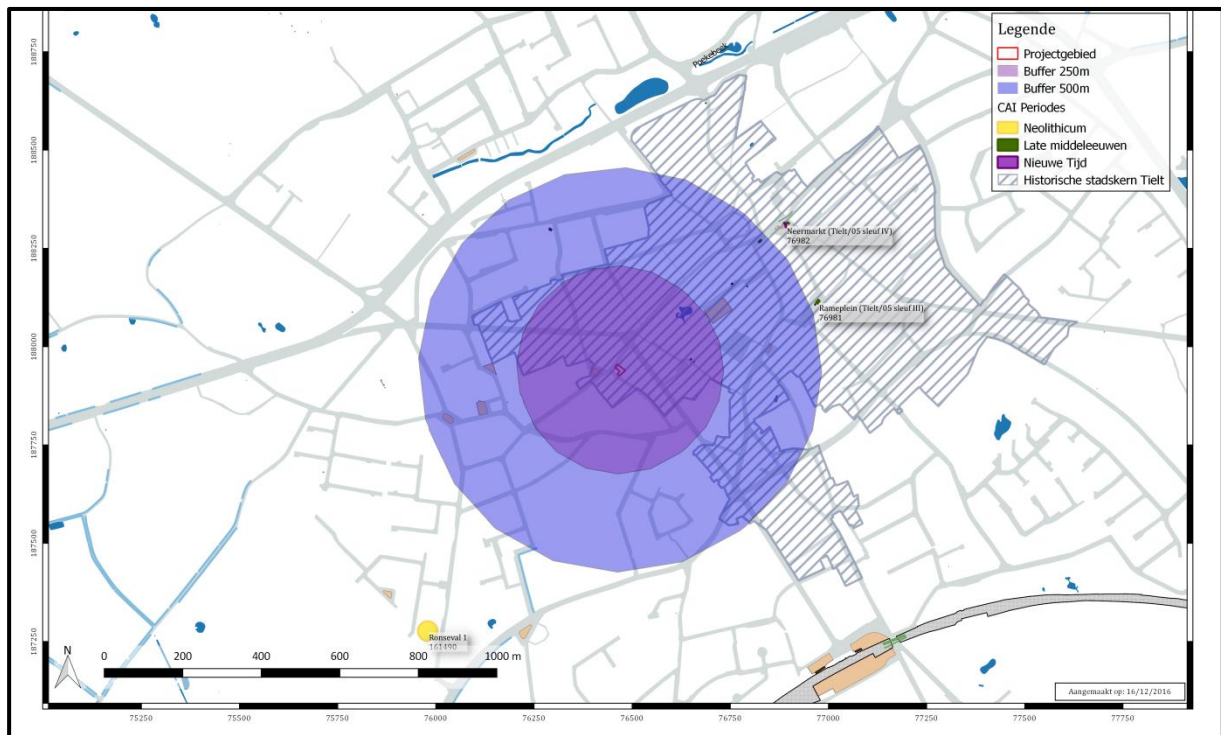 Legende
Projectgebied
Buffer 250m
Buffer 500m
CAI Periodes
Neolithicum
Late middeleeuwen
Nieuwe Tijd
Historische stadskern Tielt
Poekebeek
Neermarkt (Tielt/05 sleuf IV)
76982
Rameplein (Tielt/05 sleuf III)
76981
Ronseval 1
161490
N
0 200 400 600 800 1000 m
Aangemaakt op: 16/12/2016
188750
188500
188250
188000
187750
187500
187250
75250 75500 75750 76000 76250 76500 76750 77000 77250 77500 77750